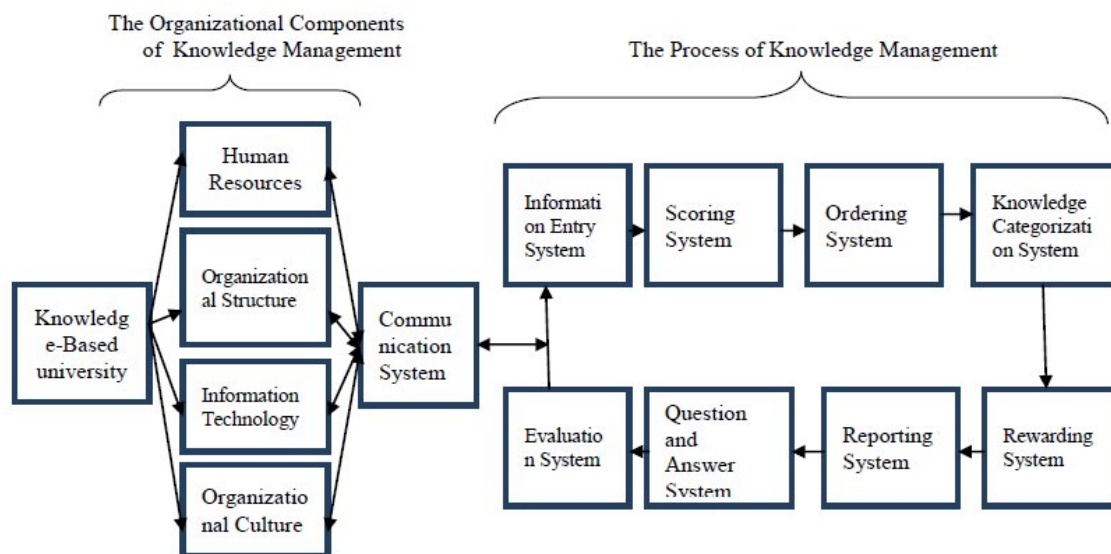 The Organizational Components
of Knowledge Management
The Process of Knowledge Management
Human
Resources
Organization
al Structure
Information
Technology
Organizatio
nal Culture
Knowledg
e-Based
university
Commu
nication
System
Informati
on Entry
System
Scoring
System
Ordering
System
Knowledge
Categorizati
on System
Rewarding
System
Reporting
System
Question
and
Answer
System
Evaluatio
n System